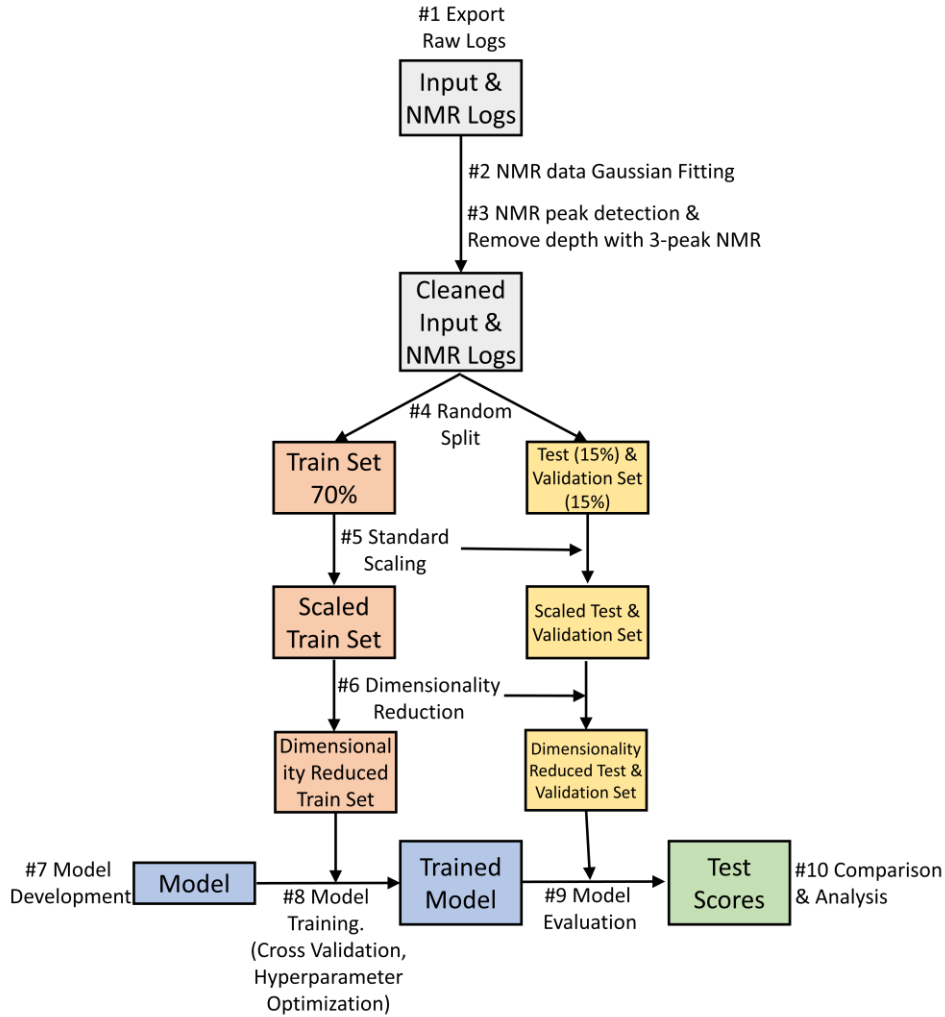 #1 Export
Raw Logs
Input &
NMR Logs
#2 NMR data Gaussian Fitting
#3 NMR peak detection &
Remove depth with 3-peak NMR
Cleaned
Input &
NMR Logs
#4 Random
Split
Train Set
70%
Test (15%) &
Validation Set
(15%)
#5 Standard
Scaling
Scaled
Train Set
Scaled Test &
Validation Set
#6 Dimensionality
Reduction
Dimensional
ity Reduced
Train Set
Dimensionality
Reduced Test &
Validation Set
#7 Model
Development
Model
#8 Model
Training.
(Cross Validation,
Hyperparameter
Optimization)
Trained
Model
#9 Model
Evaluation
Test
Scores
#10 Comparison
& Analysis